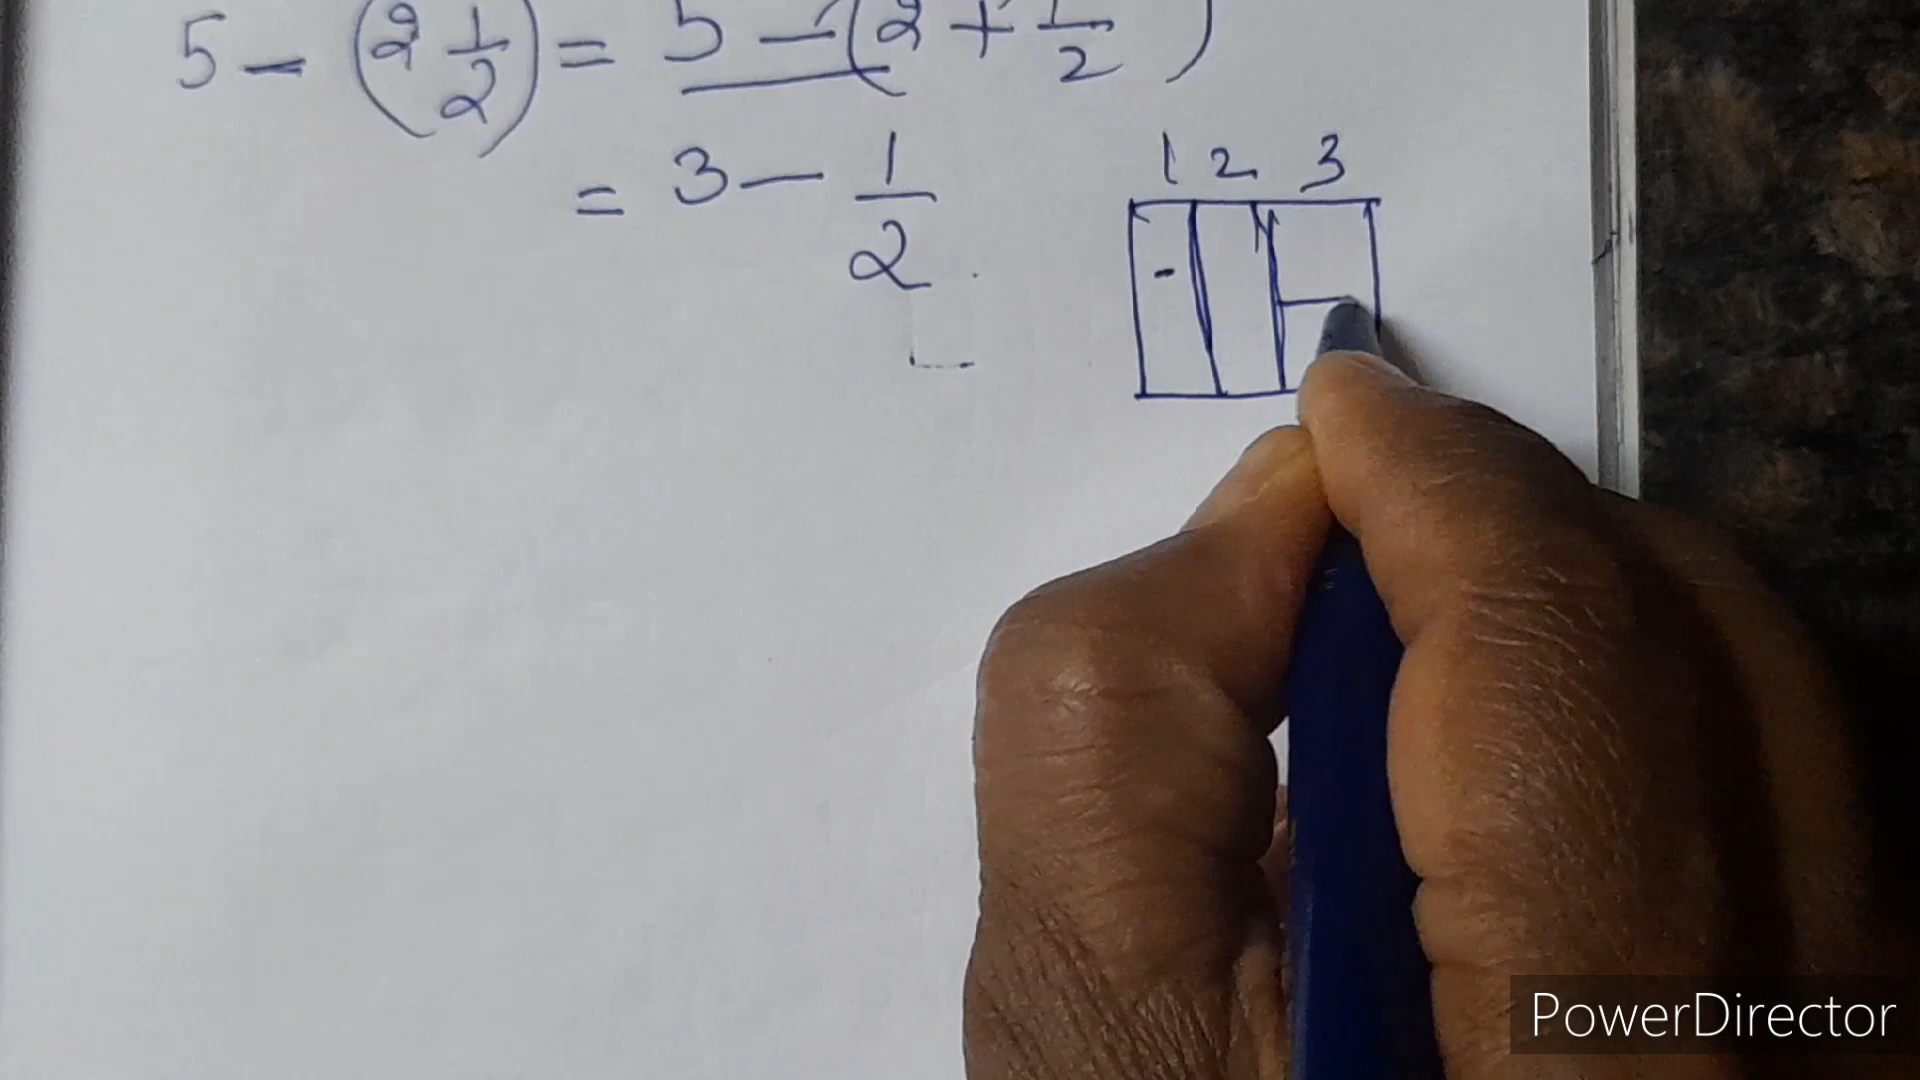 5 - (2 1/2) = 5 - (2 + 1/2)
= 3 - 1/2
1 2 3
-
PowerDirector